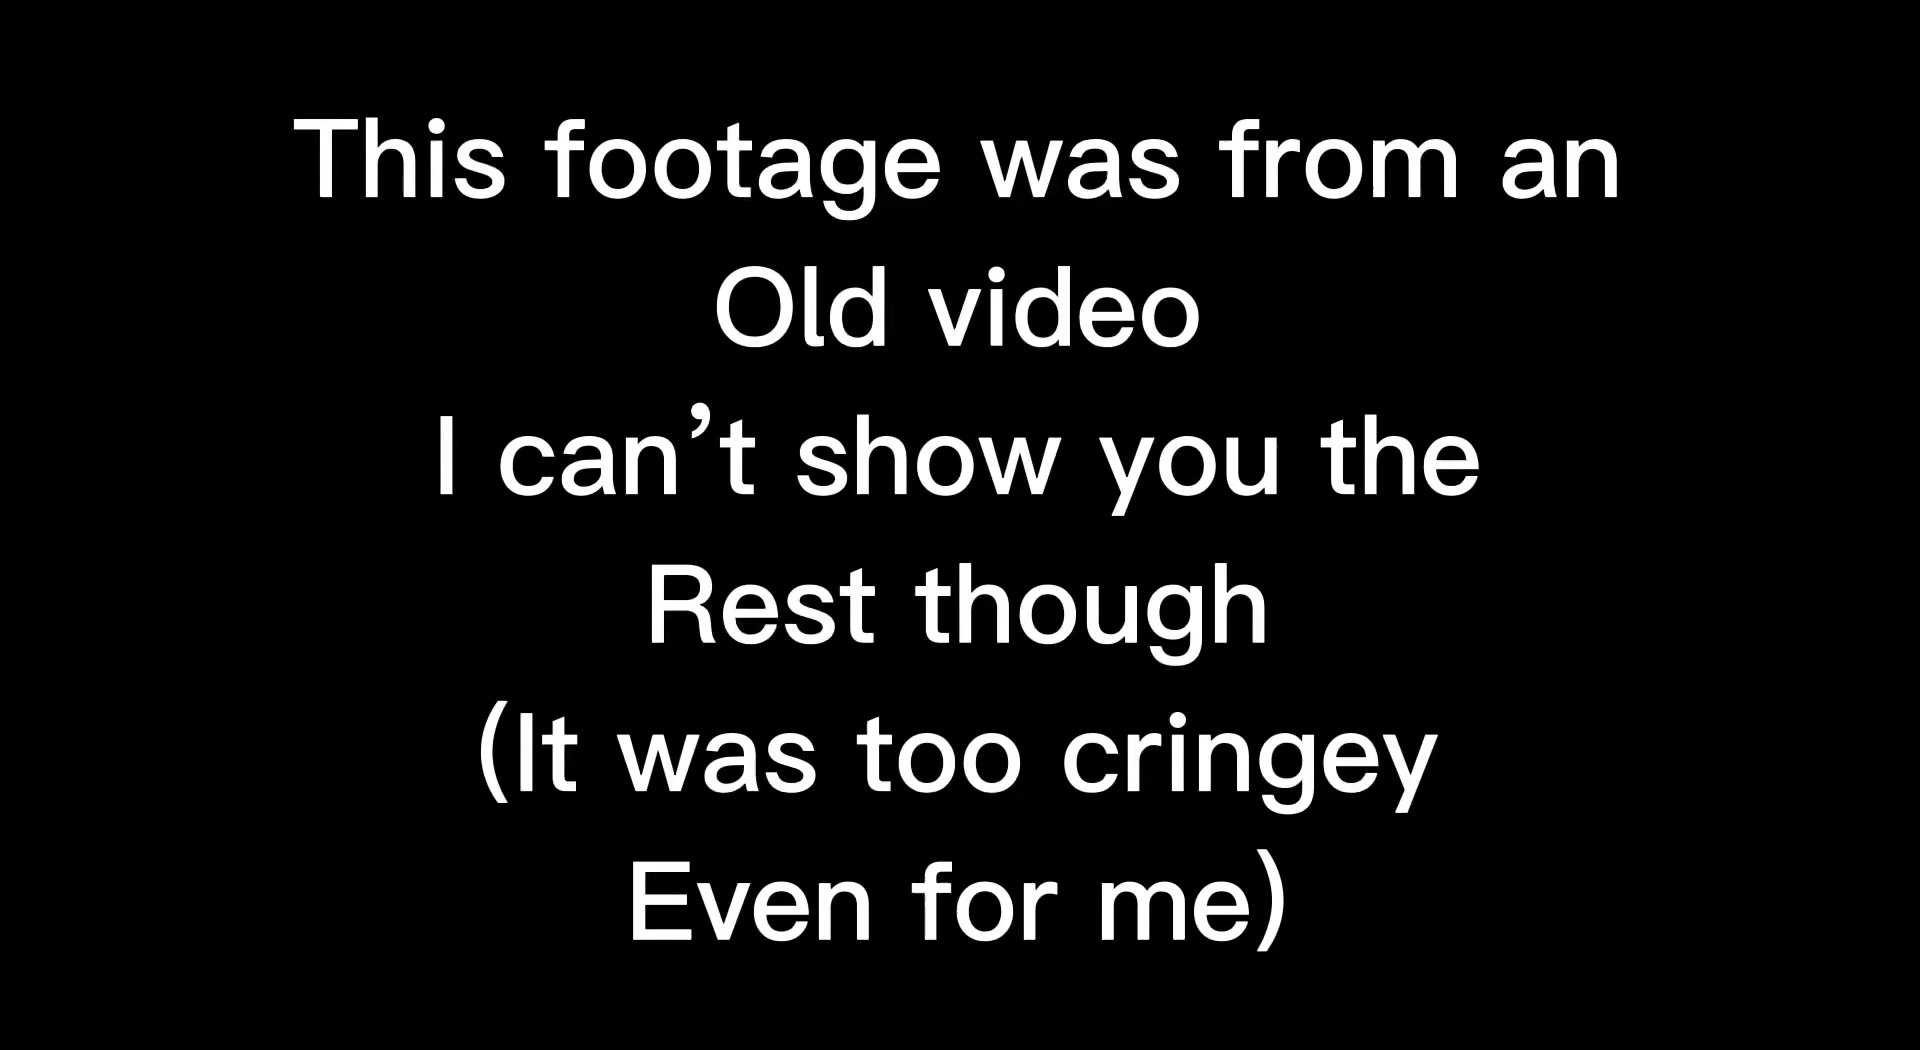 This footage was from an
Old video
I can’t show you the
Rest though
(It was too cringey
Even for me)